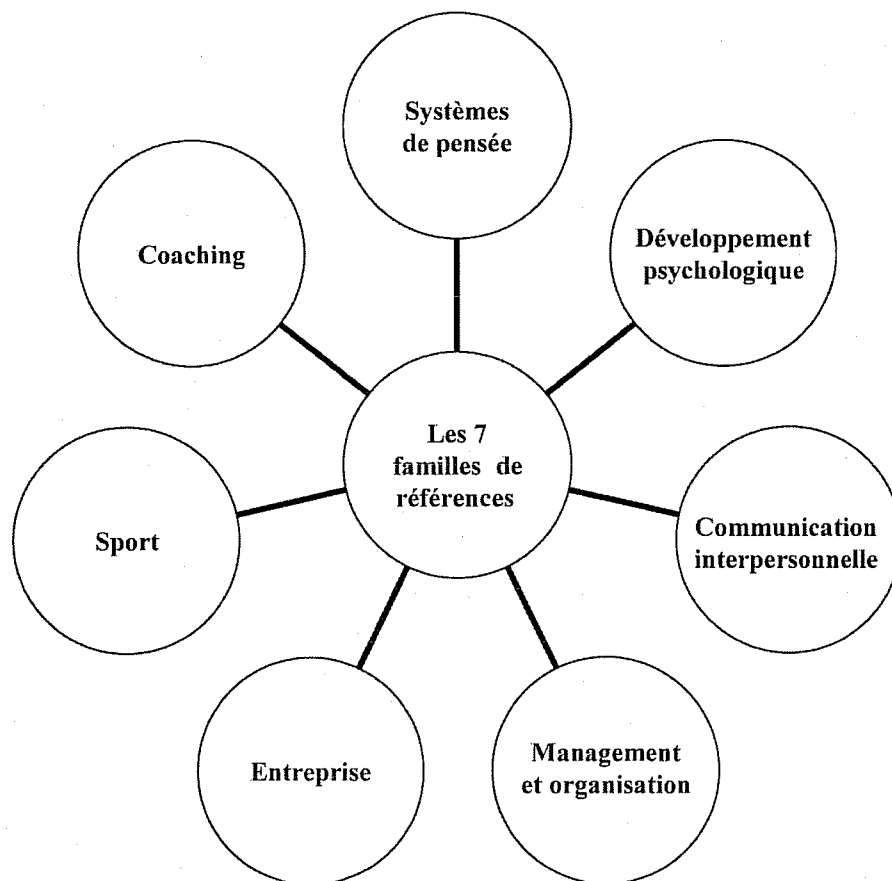 Systèmes
de pensée
Développement
psychologique
Communication
interpersonnelle
Management
et organisation
Entreprise
Sport
Coaching
Les 7
familles de
références